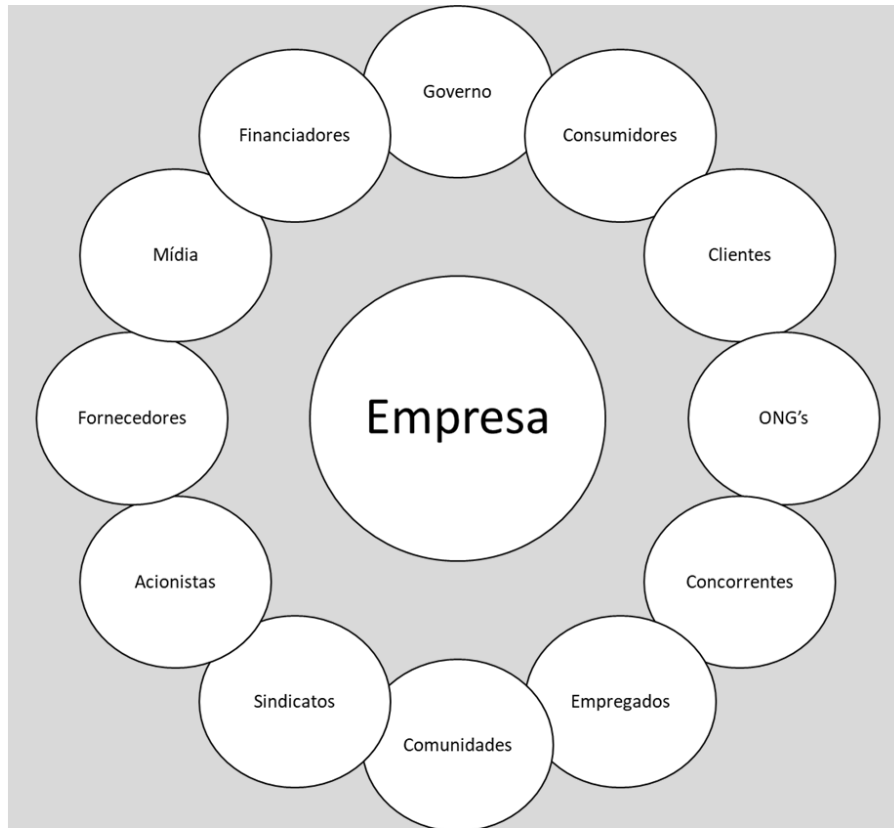 Governo
Financiadores
Consumidores
Mídia
Clientes
Empresa
Fornecedores
ONG’s
Acionistas
Concorrentes
Sindicatos
Empregados
Comunidades